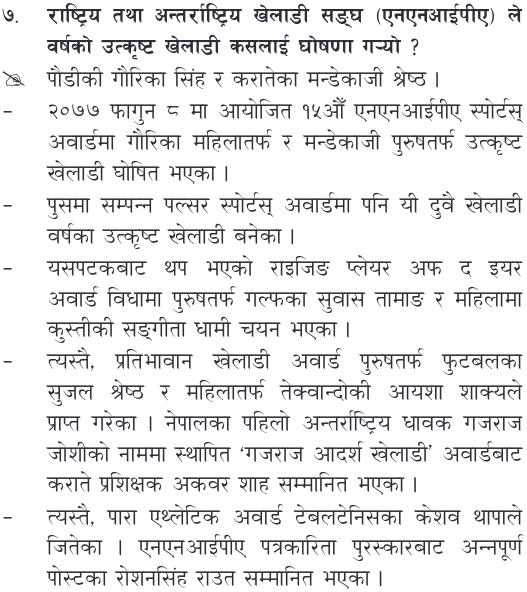 ७. राष्ट्रिय तथा अन्तर्राष्ट्रिय खेलाडी सङ्घ (एनएनआईपीए) ले
वर्षको उत्कृष्ट खेलाडी कसलाई घोषणा गर्‍यो ?
पौडीकी गौरिका सिंह र करातेका मन्डेकाजी श्रेष्ठ ।
– २०७७ फागुन ८ मा आयोजित १५औँ एनएनआईपीए स्पोर्टस्
अवार्डमा गौरिका महिलातर्फ र मन्डेकाजी पुरुषतर्फ उत्कृष्ट
खेलाडी घोषित भएका ।
– पुसमा सम्पन्न पल्सर स्पोर्टस् अवार्डमा पनि यी दुवै खेलाडी
वर्षका उत्कृष्ट खेलाडी बनेका ।
– यसपटकबाट थप भएको राइजिङ प्लेयर अफ द इयर
अवार्ड विधामा पुरुषतर्फ गल्फका सुवास तामाङ र महिलामा
कुस्तीकी सङ्गीता धामी चयन भएका ।
– त्यस्तै, प्रतिभावान खेलाडी अवार्ड पुरुषतर्फ फुटबलका
सुजल श्रेष्ठ र महिलातर्फ तेक्वान्दोकी आयशा शाक्यले
प्राप्त गरेका । नेपालका पहिलो अन्तर्राष्ट्रिय धावक गजराज
जोशीको नाममा स्थापित ‘गजराज आदर्श खेलाडी’ अवार्डबाट
कराते प्रशिक्षक अकवर शाह सम्मानित भएका ।
– त्यस्तै, पारा एथ्लेटिक अवार्ड टेबलटेनिसका केशव थापाले
जितेका । एनएनआईपीए पत्रकारिता पुरस्कारबाट अन्नपूर्ण
पोस्टका रोशनसिंह राउत सम्मानित भएका ।